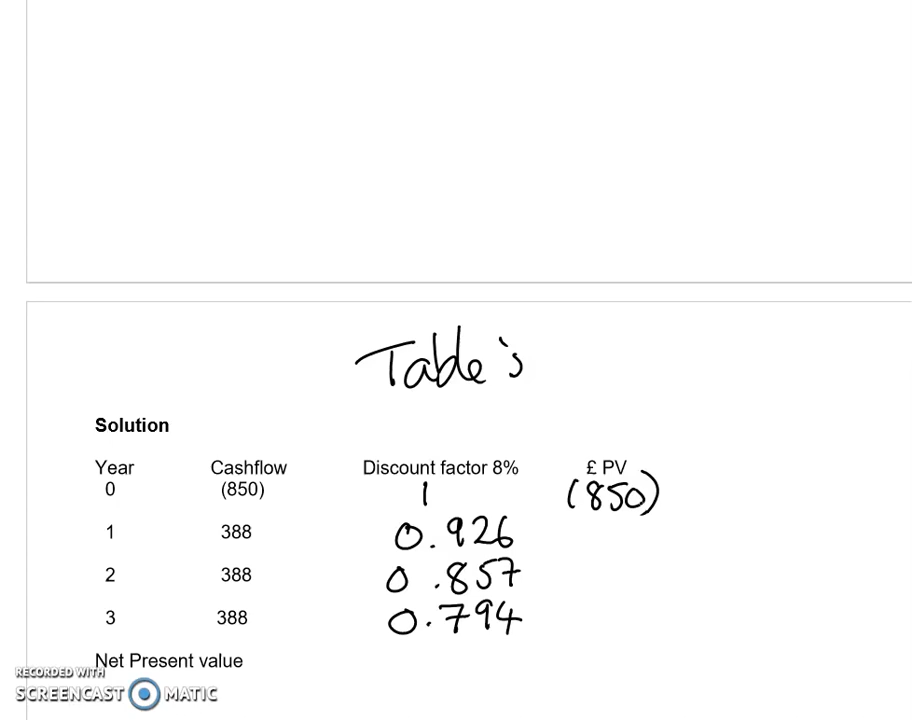 Table's
Solution
Year Cashflow Discount factor 8% £ PV
0 (850) 1 (850)
1 388 0.926
2 388 0.857
3 388 0.794
Net Present value
RECORDED WITH
SCREENCAST MATIC